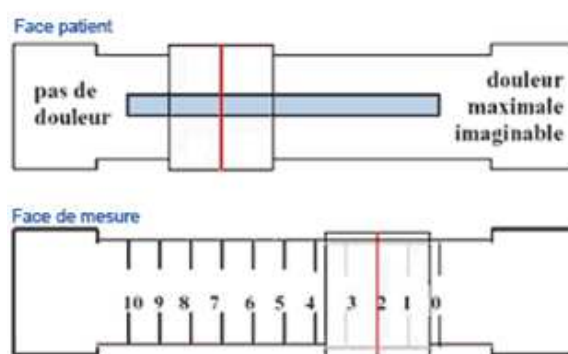 Face patient
pas de
douleur
douleur
maximale
imaginable
Face de mesure
10 9 8 7 6 5 4 3 2 1 0